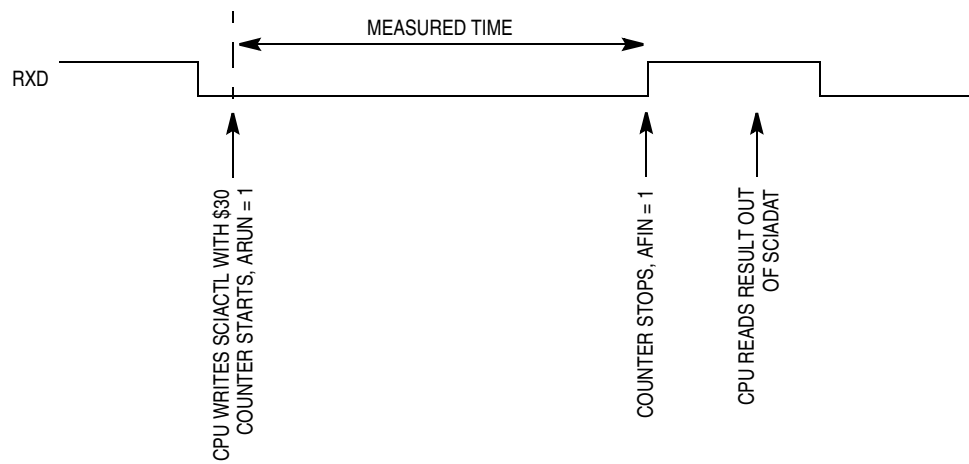 MEASURED TIME
RXD
CPU WRITES SCIACTL WITH $30
COUNTER STARTS, ARUN = 1
COUNTER STOPS, AFIN = 1
CPU READS RESULT OUT
OF SCIADAT